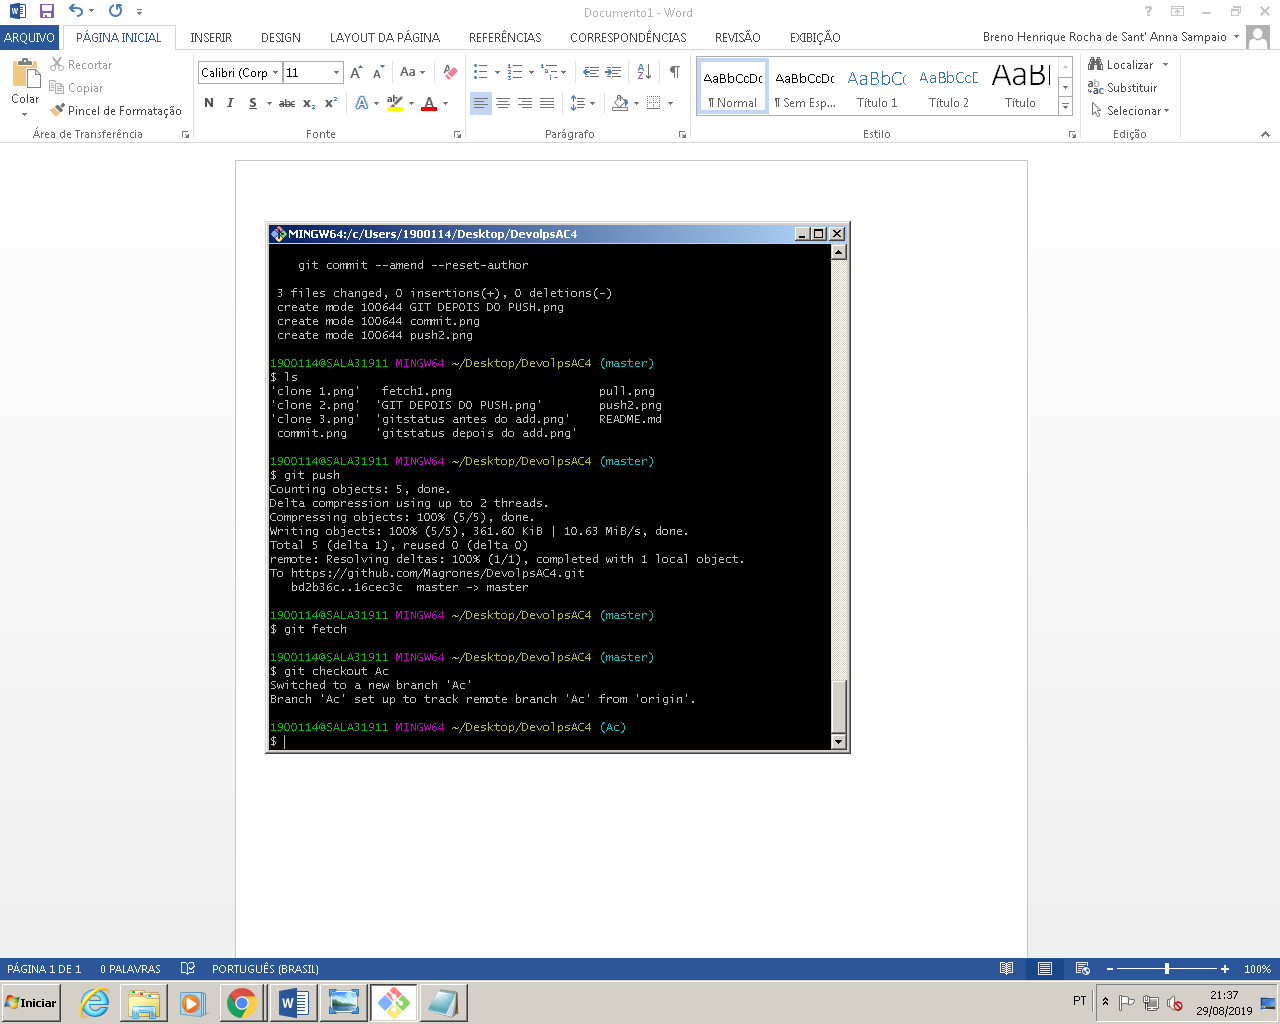 Documento1 - Word
ARQUIVO PÁGINA INICIAL INSERIR DESIGN LAYOUT DA PÁGINA REFERÊNCIAS CORRESPONDÊNCIAS REVISÃO EXIBIÇÃO Breno Henrique Rocha de Sant' Anna Sampaio
Colar
Recortar
Copiar
Pincel de Formatação
Área de Transferência
Calibri (Corp 11
Aa
N I S abc x₂ x² A ab A
Fonte
Parágrafo
AaBbCcDc AaBbCcDc AaBbCc AaBbCcD AaBl
¶ Normal ¶ Sem Esp... Título 1 Título 2 Título
Estilo
Localizar
Substituir
Selecionar
Edição
MINGW64:/c/Users/1900114/Desktop/DevolpsAC4
git commit --amend --reset-author
3 files changed, 0 insertions(+), 0 deletions(-)
create mode 100644 GIT DEPOIS DO PUSH.png
create mode 100644 commit.png
create mode 100644 push2.png
1900114@SALA31911 MINGW64 ~/Desktop/DevolpsAC4 (master)
$ ls
'clone 1.png' fetch1.png pull.png
'clone 2.png' 'GIT DEPOIS DO PUSH.png' push2.png
'clone 3.png' 'gitstatus antes do add.png' README.md
commit.png 'gitstatus depois do add.png'
1900114@SALA31911 MINGW64 ~/Desktop/DevolpsAC4 (master)
$ git push
Counting objects: 5, done.
Delta compression using up to 2 threads.
Compressing objects: 100% (5/5), done.
Writing objects: 100% (5/5), 361.60 KiB | 10.63 MiB/s, done.
Total 5 (delta 1), reused 0 (delta 0)
remote: Resolving deltas: 100% (1/1), completed with 1 local object.
To https://github.com/Magrones/DevolpsAC4.git
bd2b36c..16cec3c master -> master
1900114@SALA31911 MINGW64 ~/Desktop/DevolpsAC4 (master)
$ git fetch
1900114@SALA31911 MINGW64 ~/Desktop/DevolpsAC4 (master)
$ git checkout Ac
Switched to a new branch 'Ac'
Branch 'Ac' set up to track remote branch 'Ac' from 'origin'.
1900114@SALA31911 MINGW64 ~/Desktop/DevolpsAC4 (Ac)
$
PÁGINA 1 DE 1 0 PALAVRAS PORTUGUÊS (BRASIL) 100%
Iniciar
PT
21:37
29/08/2019